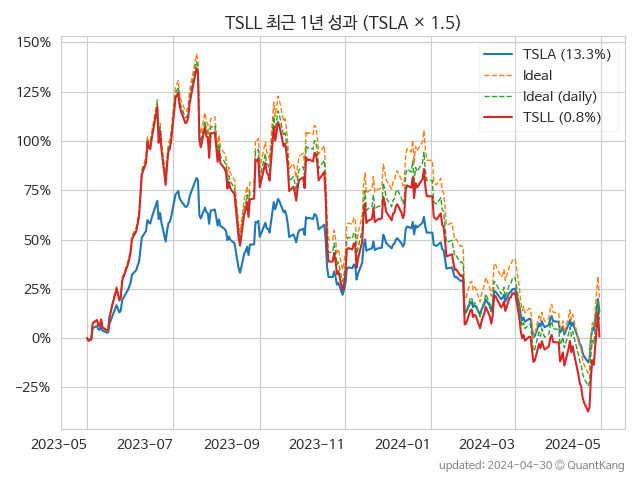 TSLL 최근 1년 성과 (TSLA × 1.5)
150%
125%
100%
75%
50%
25%
0%
−25%
TSLA (13.3%)
Ideal
Ideal (daily)
TSLL (0.8%)
2023-05 2023-07 2023-09 2023-11 2024-01 2024-03 2024-05
updated: 2024-04-30 © QuantKang